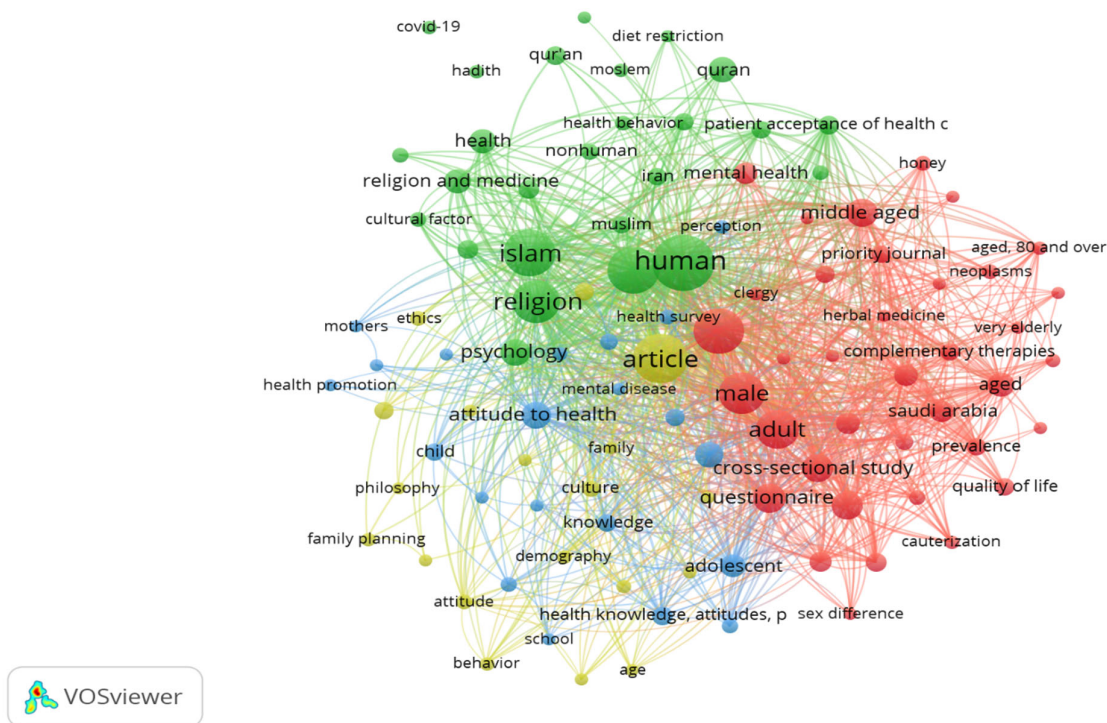 covid-19
diet restriction
qur'an
hadith
moslem
quran
health behavior
patient acceptance of health c
health
nonhuman
honey
iran
mental health
religion and medicine
cultural factor
muslim
perception
middle aged
islam
human
priority journal
aged, 80 and over
neoplasms
clergy
religion
mothers
ethics
health survey
herbal medicine
very elderly
psychology
article
complementary therapies
health promotion
mental disease
male
aged
attitude to health
saudi arabia
adult
child
family
prevalence
cross-sectional study
philosophy
culture
questionnaire
quality of life
knowledge
family planning
cauterization
demography
adolescent
attitude
health knowledge, attitudes, p
sex difference
school
behavior
age
VOSviewer